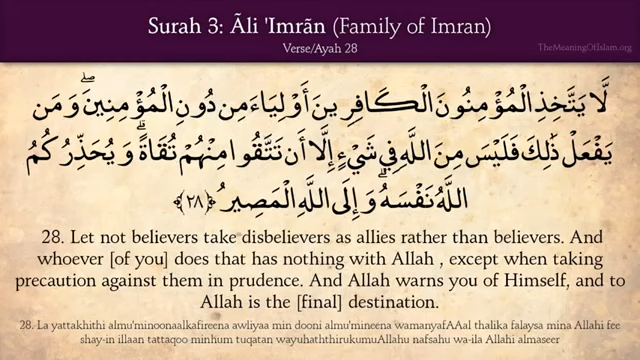 Surah 3: Ãli 'Imrãn (Family of Imran)
Verse/Ayah 28
TheMeaningOfIslam.org
لَّا يَتَّخِذِ الْمُؤْمِنُونَ الْكَافِرِينَ أَوْلِيَاءَ مِن دُونِ الْمُؤْمِنِينَ ۖ وَمَن
يَفْعَلْ ذَٰلِكَ فَلَيْسَ مِنَ اللَّهِ فِي شَيْءٍ إِلَّا أَن تَتَّقُوا مِنْهُمْ تُقَاةً ۗ وَيُحَذِّرُكُمُ
اللَّهُ نَفْسَهُ ۗ وَإِلَى اللَّهِ الْمَصِيرُ ﴿٢٨﴾
28. Let not believers take disbelievers as allies rather than believers. And
whoever [of you] does that has nothing with Allah , except when taking
precaution against them in prudence. And Allah warns you of Himself, and to
Allah is the [final] destination.
28. La yattakhithi almu'minoonaalkafireena awliyaa min dooni almu'mineena wamanyafAAal thalika falaysa mina Allahi fee
shay-in illaan tattaqoo minhum tuqatan wayuhaththirukumuAllahu nafsahu wa-ila Allahi almaseer